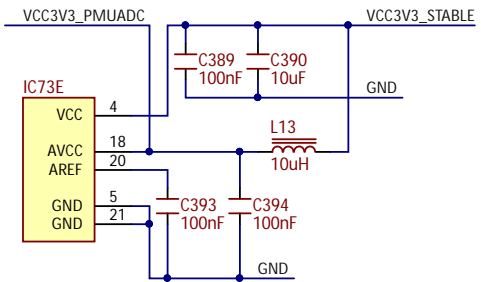 VCC3V3_PMUADC VCC3V3_STABLE
C389 C390
100nF 10uF
IC73E GND
VCC 4
L13
AVCC 18
AREF 20 10uH
GND 5 C393 C394
GND 21 100nF 100nF
GND